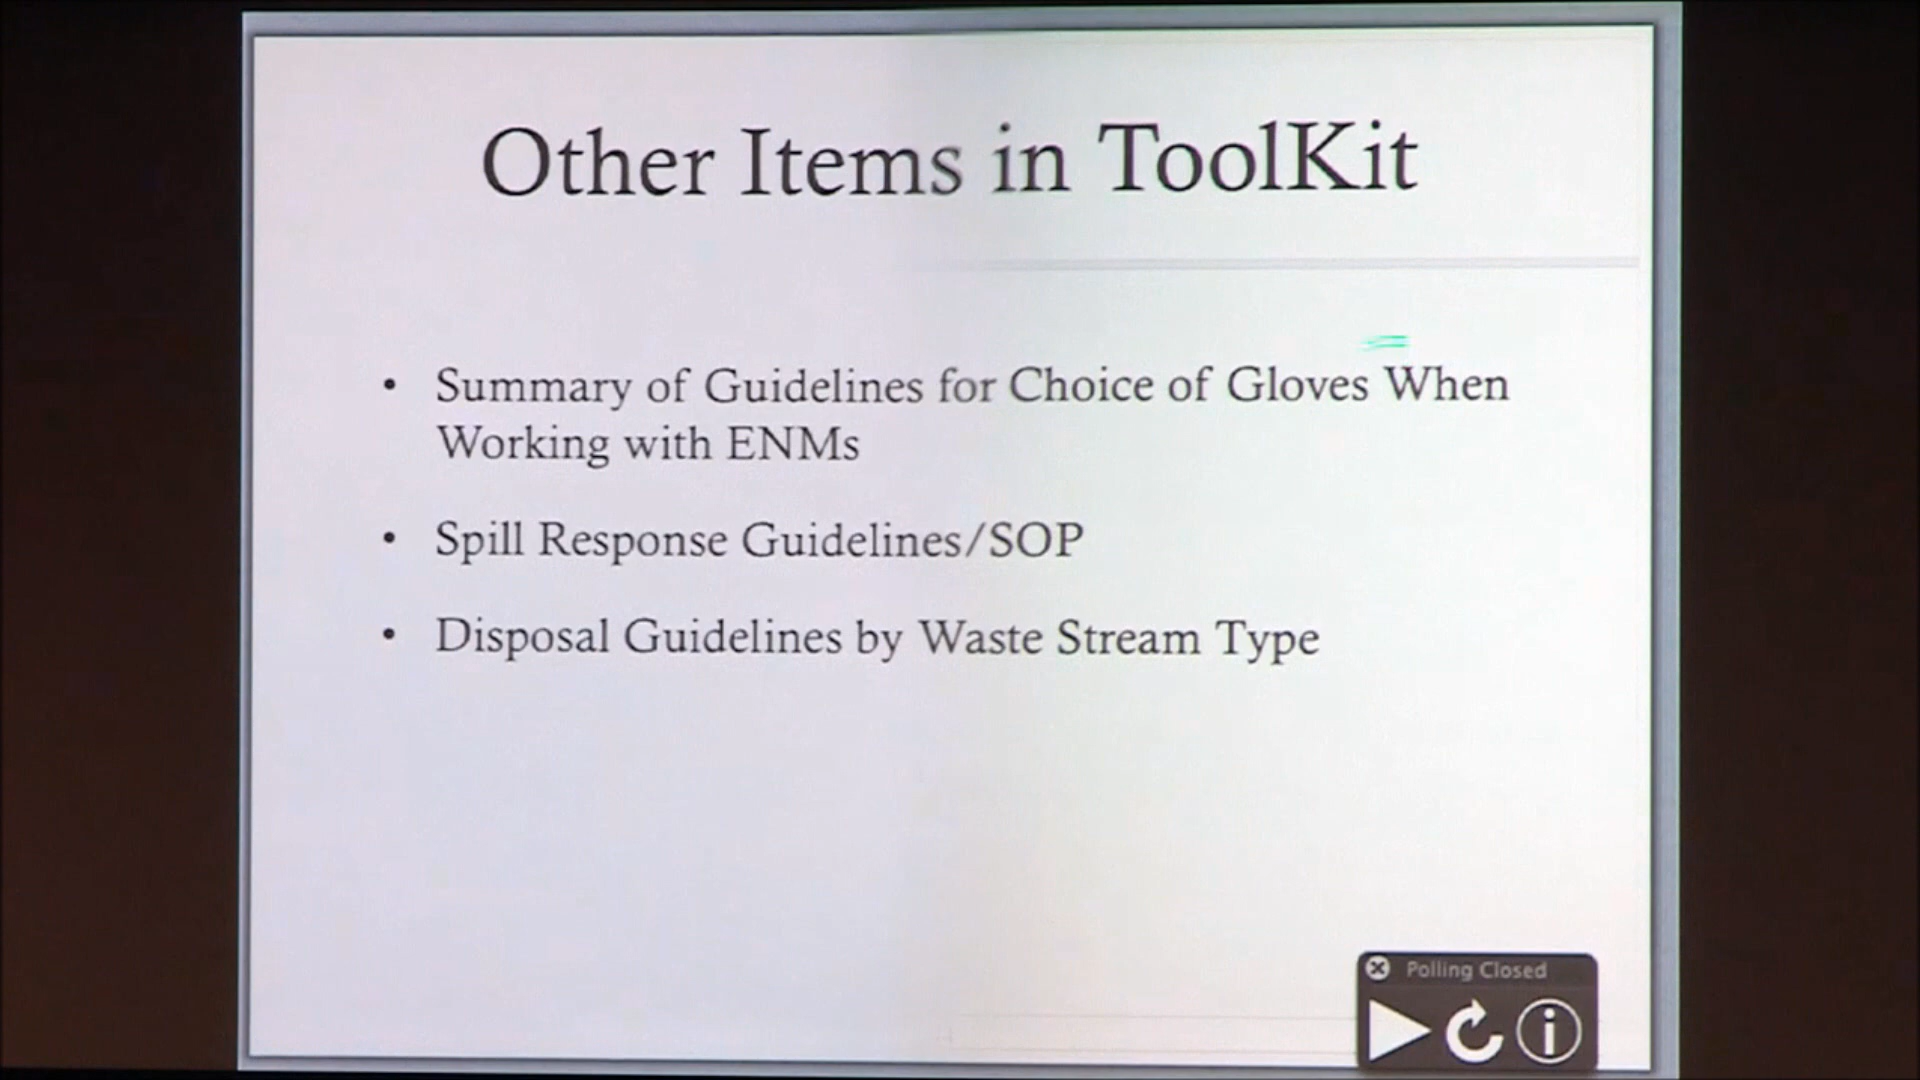 Other Items in ToolKit
• Summary of Guidelines for Choice of Gloves When
Working with ENMs
• Spill Response Guidelines/SOP
• Disposal Guidelines by Waste Stream Type
Polling Closed